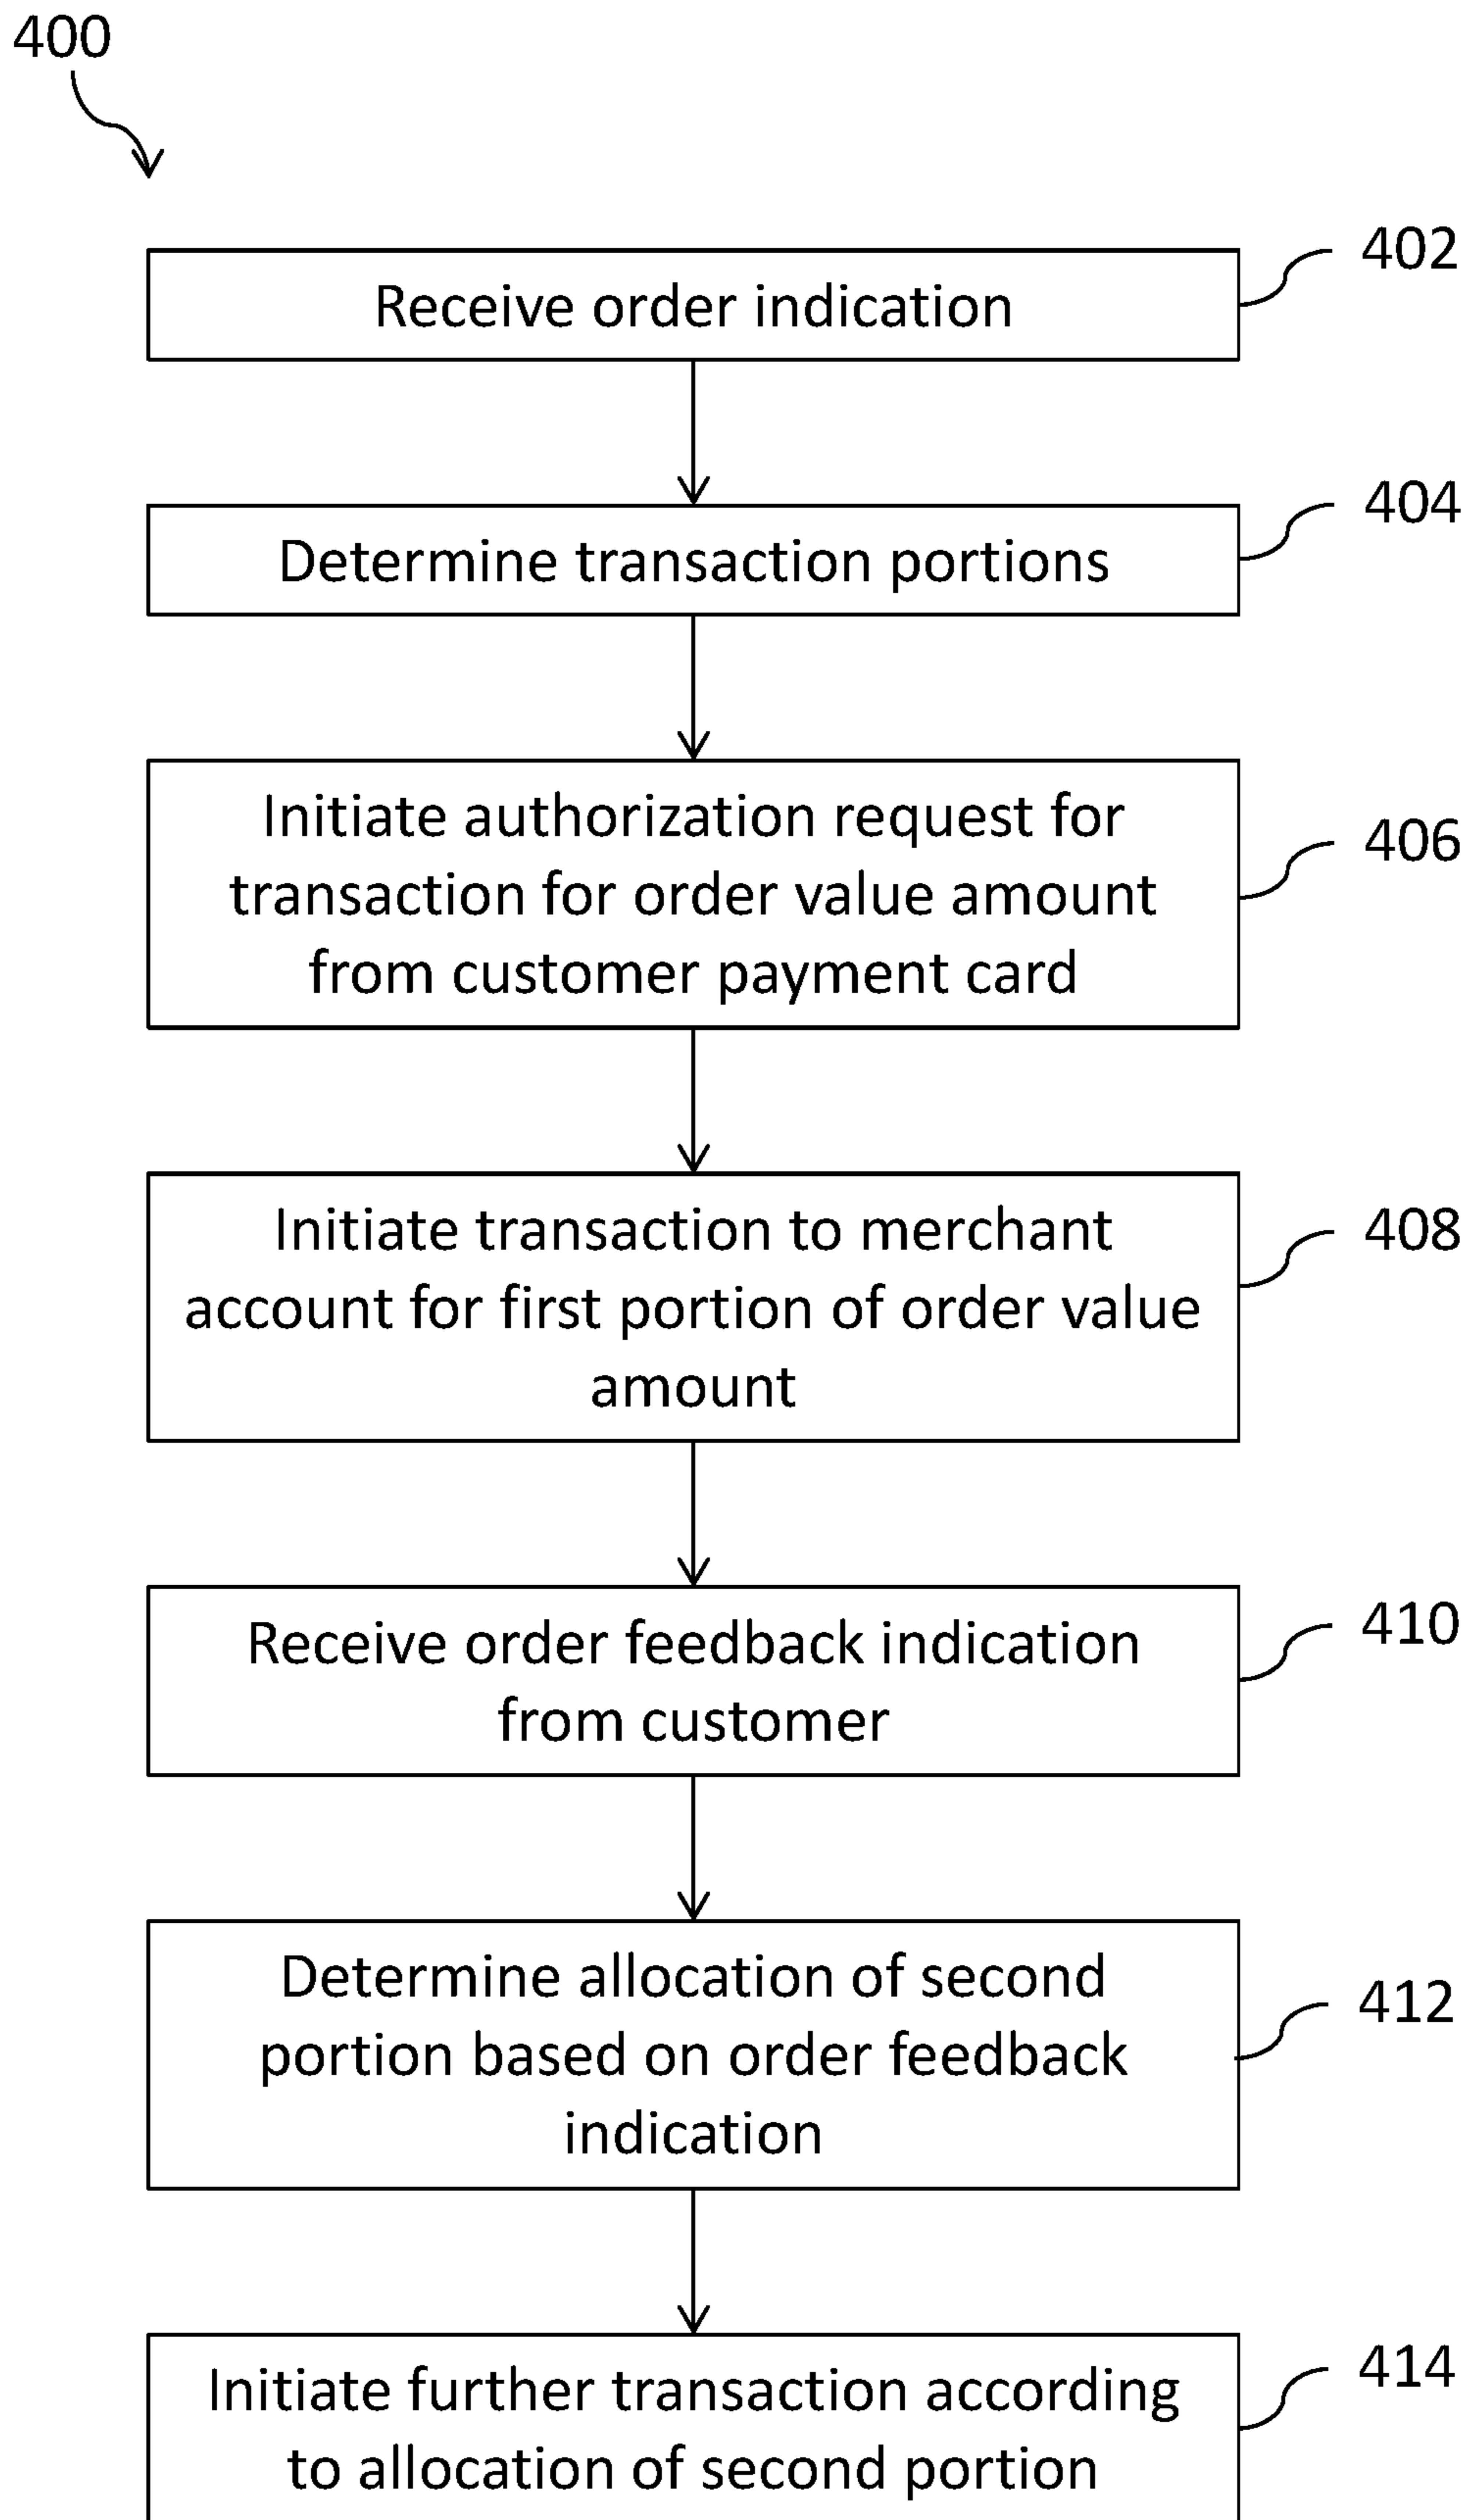 400
402
Receive order indication
404
Determine transaction portions
Initiate authorization request for
406
transaction for order value amount
from customer payment card
Initiate transaction to merchant
408
account for first portion of order value
amount
410
Receive order feedback indication
from customer
Determine allocation of second
412
portion based on order feedback
indication
414
Initiate further transaction according
to allocation of second portion